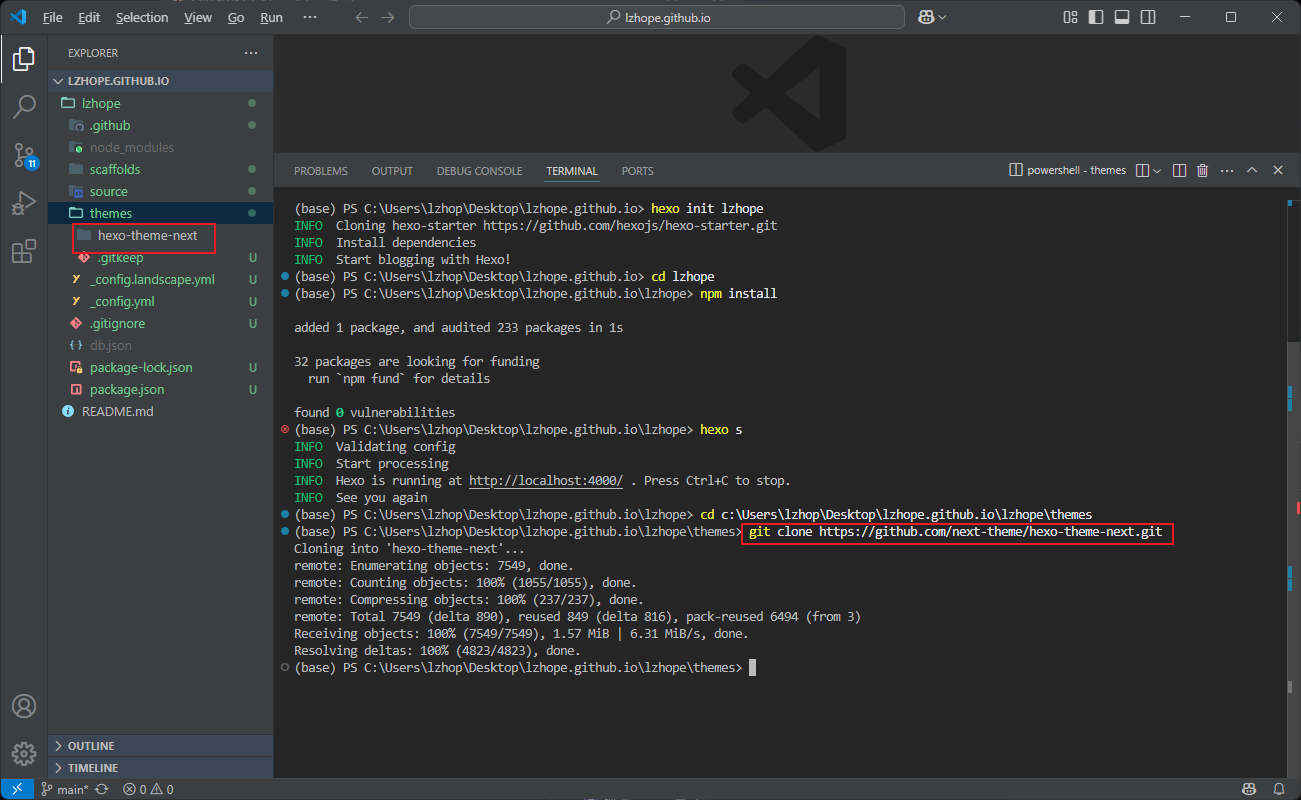 File Edit Selection View Go Run ···
lzhope.github.io
EXPLORER
LZHOPE.GITHUB.IO
lzhope
.github
node_modules
scaffolds
source
themes
hexo-theme-next
.gitkeep U
_config.landscape.yml U
_config.yml U
.gitignore U
db.json
package-lock.json U
package.json U
README.md
11
OUTLINE
TIMELINE
PROBLEMS OUTPUT DEBUG CONSOLE TERMINAL PORTS
powershell - themes
(base) PS C:\Users\lzhop\Desktop\lzhope.github.io> hexo init lzhope
INFO  Cloning hexo-starter https://github.com/hexojs/hexo-starter.git
INFO  Install dependencies
INFO  Start blogging with Hexo!
(base) PS C:\Users\lzhop\Desktop\lzhope.github.io> cd lzhope
(base) PS C:\Users\lzhop\Desktop\lzhope.github.io\lzhope> npm install
added 1 package, and audited 233 packages in 1s
32 packages are looking for funding
  run `npm fund` for details
found 0 vulnerabilities
(base) PS C:\Users\lzhop\Desktop\lzhope.github.io\lzhope> hexo s
INFO  Validating config
INFO  Start processing
INFO  Hexo is running at http://localhost:4000/ . Press Ctrl+C to stop.
INFO  See you again
(base) PS C:\Users\lzhop\Desktop\lzhope.github.io\lzhope> cd c:\Users\lzhop\Desktop\lzhope.github.io\lzhope\themes
(base) PS C:\Users\lzhop\Desktop\lzhope.github.io\lzhope\themes> git clone https://github.com/next-theme/hexo-theme-next.git
Cloning into 'hexo-theme-next'...
remote: Enumerating objects: 7549, done.
remote: Counting objects: 100% (1055/1055), done.
remote: Compressing objects: 100% (237/237), done.
remote: Total 7549 (delta 890), reused 849 (delta 816), pack-reused 6494 (from 3)
Receiving objects: 100% (7549/7549), 1.57 MiB | 6.31 MiB/s, done.
Resolving deltas: 100% (4823/4823), done.
(base) PS C:\Users\lzhop\Desktop\lzhope.github.io\lzhope\themes>
main* 0 0